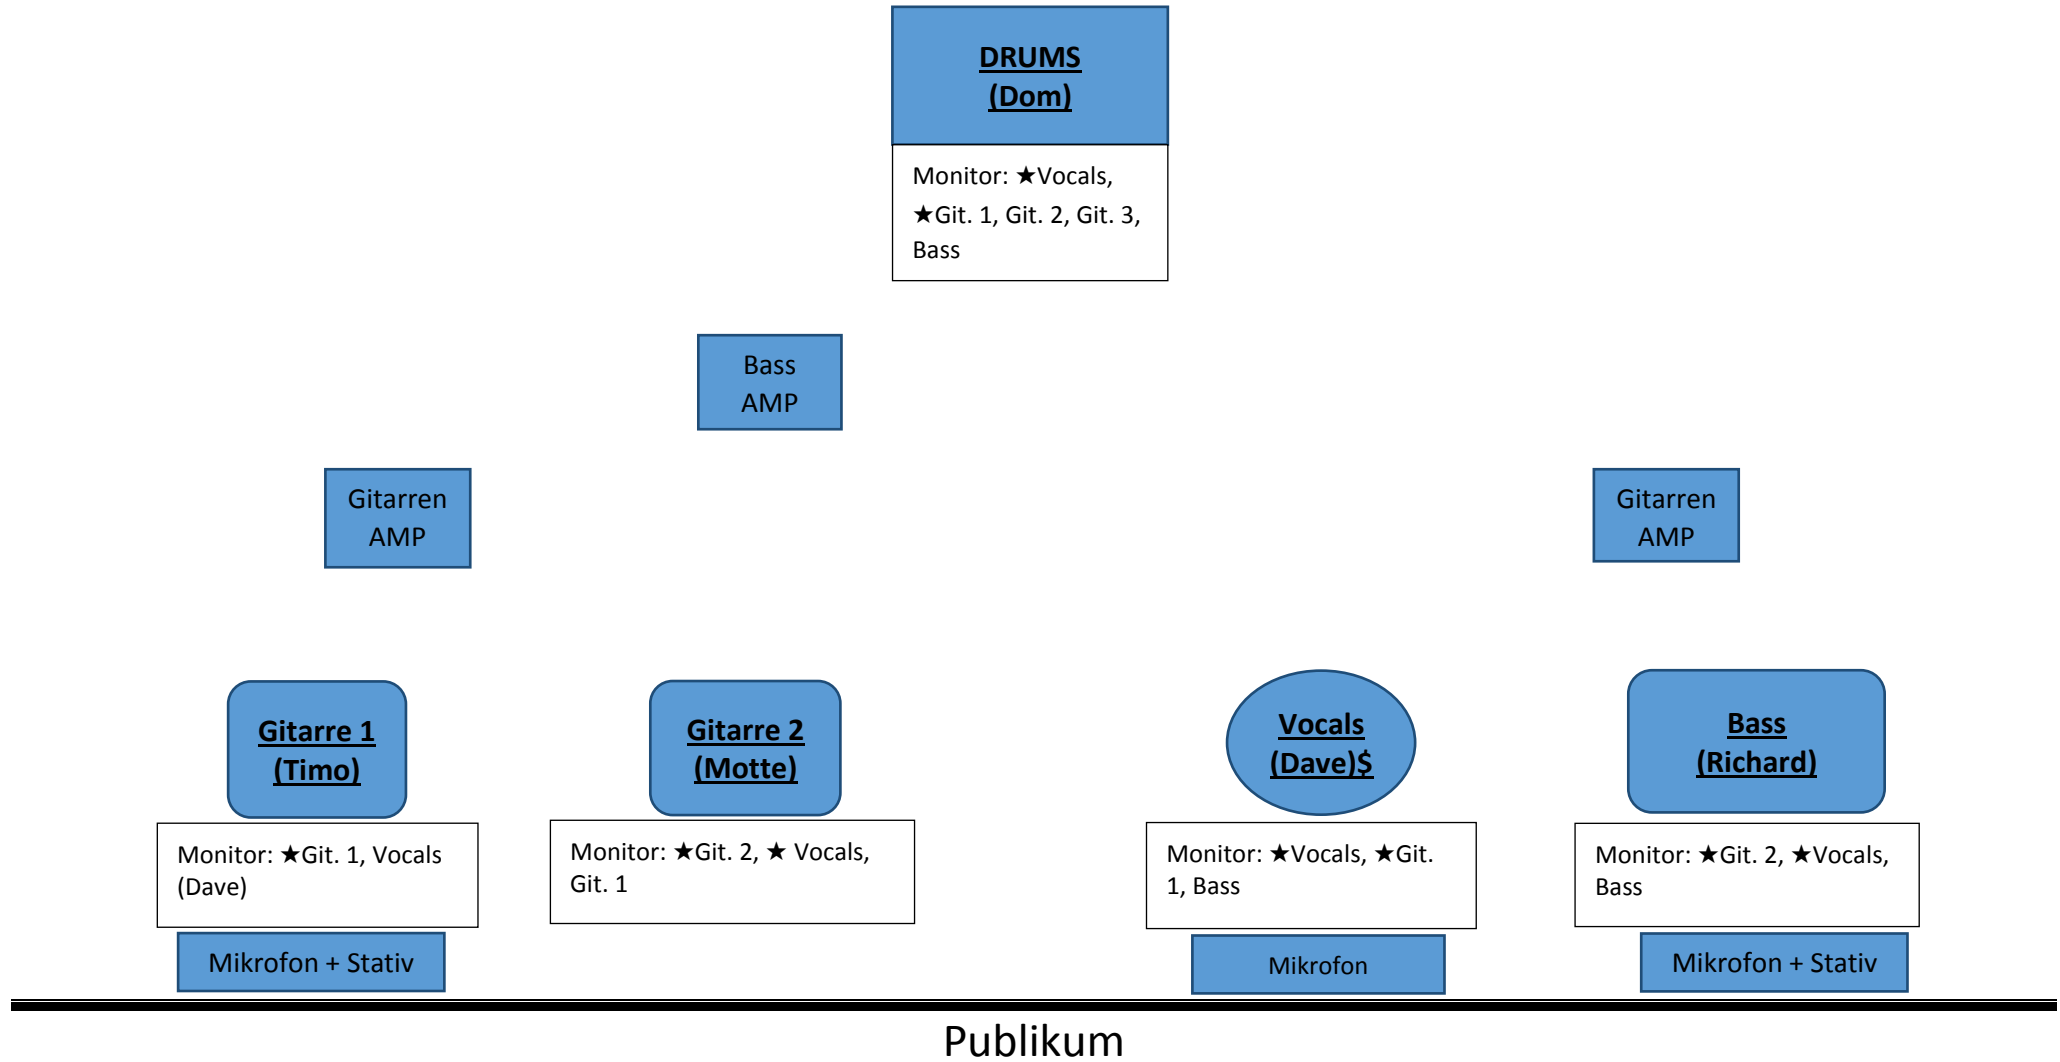 DRUMS
(Dom)
Monitor: ★Vocals,
★Git. 1, Git. 2, Git. 3,
Bass
Bass
AMP
Gitarren
AMP
Gitarren
AMP
Gitarre 1
(Timo)
Monitor: ★Git. 1, Vocals
(Dave)
Mikrofon + Stativ
Gitarre 2
(Motte)
Monitor: ★Git. 2, ★ Vocals,
Git. 1
Vocals
(Dave)$
Monitor: ★Vocals, ★Git.
1, Bass
Mikrofon
Bass
(Richard)
Monitor: ★Git. 2, ★Vocals,
Bass
Mikrofon + Stativ
Publikum